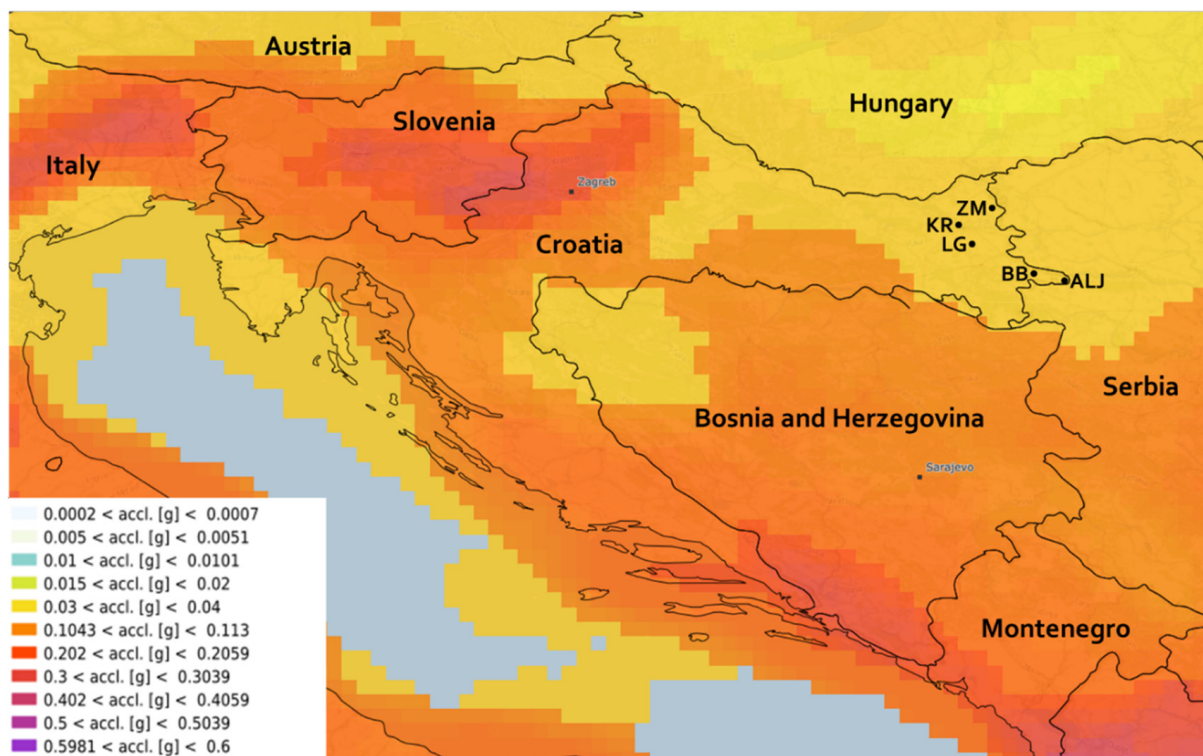 Austria
Hungary
Slovenia
Italy
Zagreb
ZM
KR
LG
Croatia
BB
ALJ
Serbia
Bosnia and Herzegovina
Sarajevo
Montenegro
0.0002 < accl. [g] < 0.0007
0.005 < accl. [g] < 0.0051
0.01 < accl. [g] < 0.0101
0.015 < accl. [g] < 0.02
0.03 < accl. [g] < 0.04
0.1043 < accl. [g] < 0.113
0.202 < accl. [g] < 0.2059
0.3 < accl. [g] < 0.3039
0.402 < accl. [g] < 0.4059
0.5 < accl. [g] < 0.5039
0.5981 < accl. [g] < 0.6